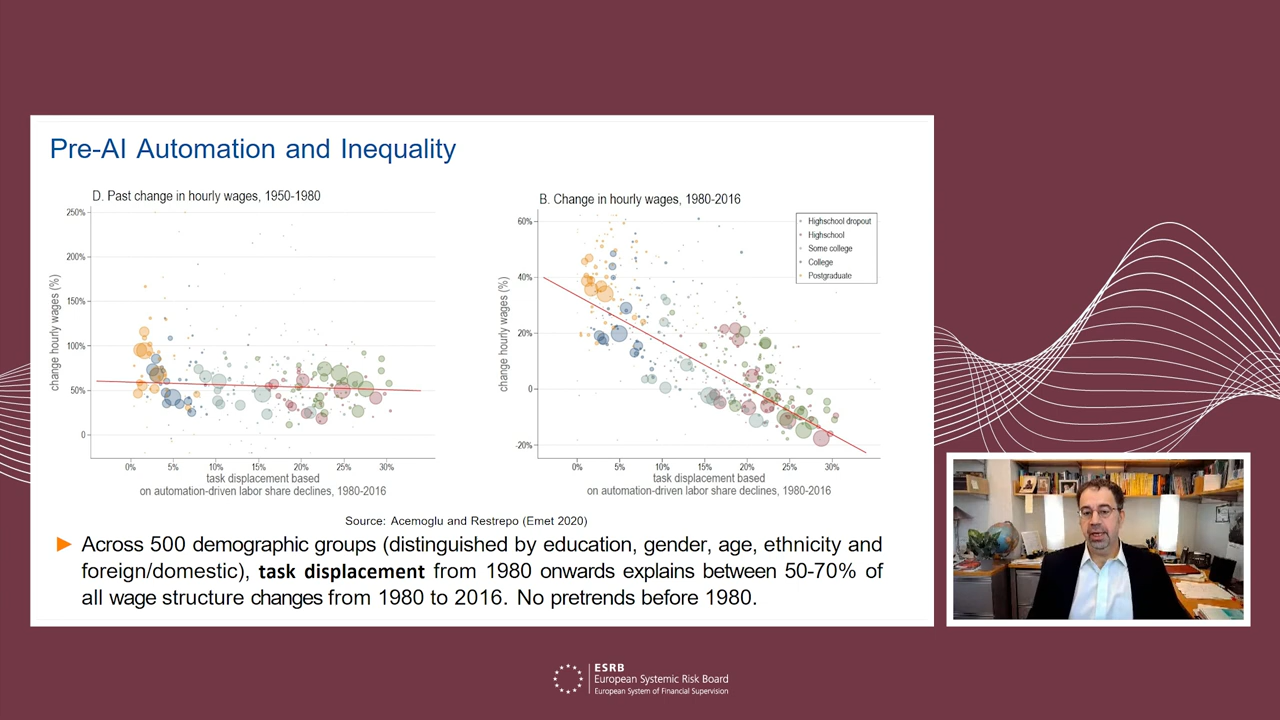 Pre-AI Automation and Inequality
D. Past change in hourly wages, 1950-1980
250%
200%
150%
100%
50%
0
change hourly wages (%)
0%
5%
10%
15%
20%
25%
30%
task displacement based
on automation-driven labor share declines, 1980-2016
B. Change in hourly wages, 1980-2016
60%
40%
20%
0
-20%
change hourly wages (%)
Highschool dropout
Highschool
Some college
College
Postgraduate
0%
5%
10%
15%
20%
25%
30%
task displacement based
on automation-driven labor share declines, 1980-2016
Source: Acemoglu and Restrepo (Emet 2020)
Across 500 demographic groups (distinguished by education, gender, age, ethnicity and
foreign/domestic), task displacement from 1980 onwards explains between 50-70% of
all wage structure changes from 1980 to 2016. No pretrends before 1980.
ESRB
European Systemic Risk Board
European System of Financial Supervision